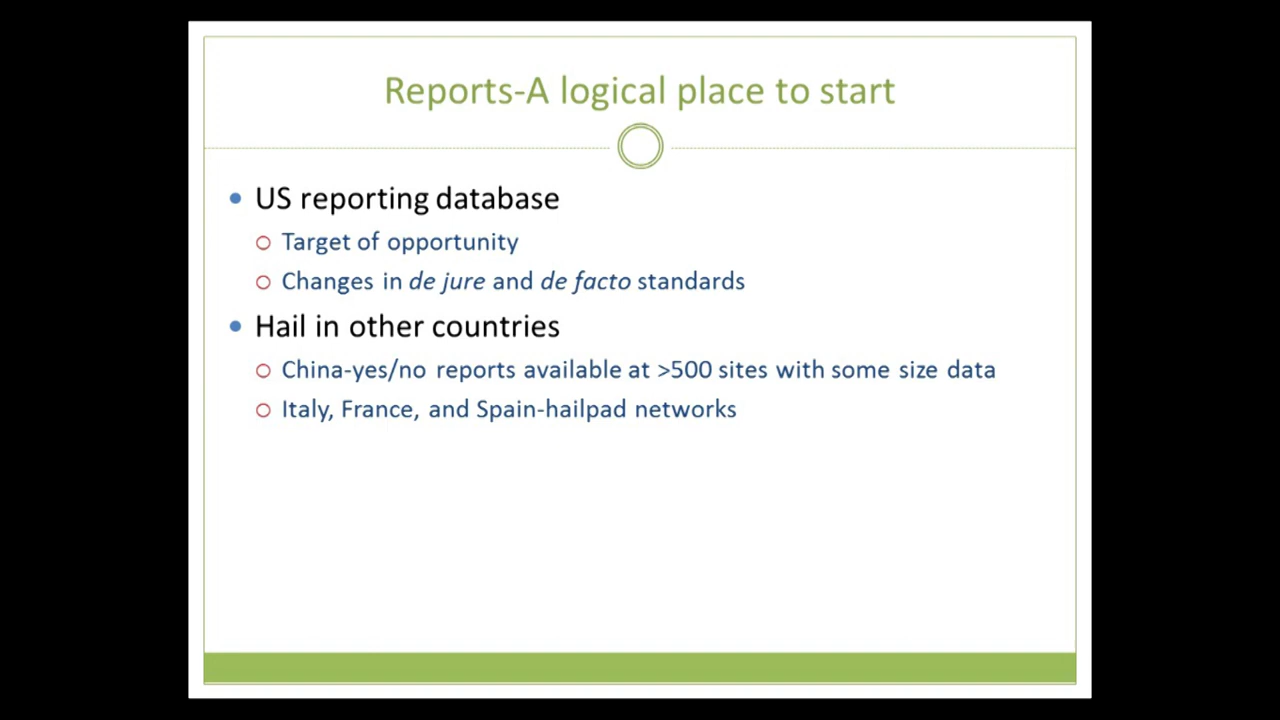 Reports-A logical place to start
US reporting database
Target of opportunity
Changes in de jure and de facto standards
Hail in other countries
China-yes/no reports available at >500 sites with some size data
Italy, France, and Spain-hailpad networks